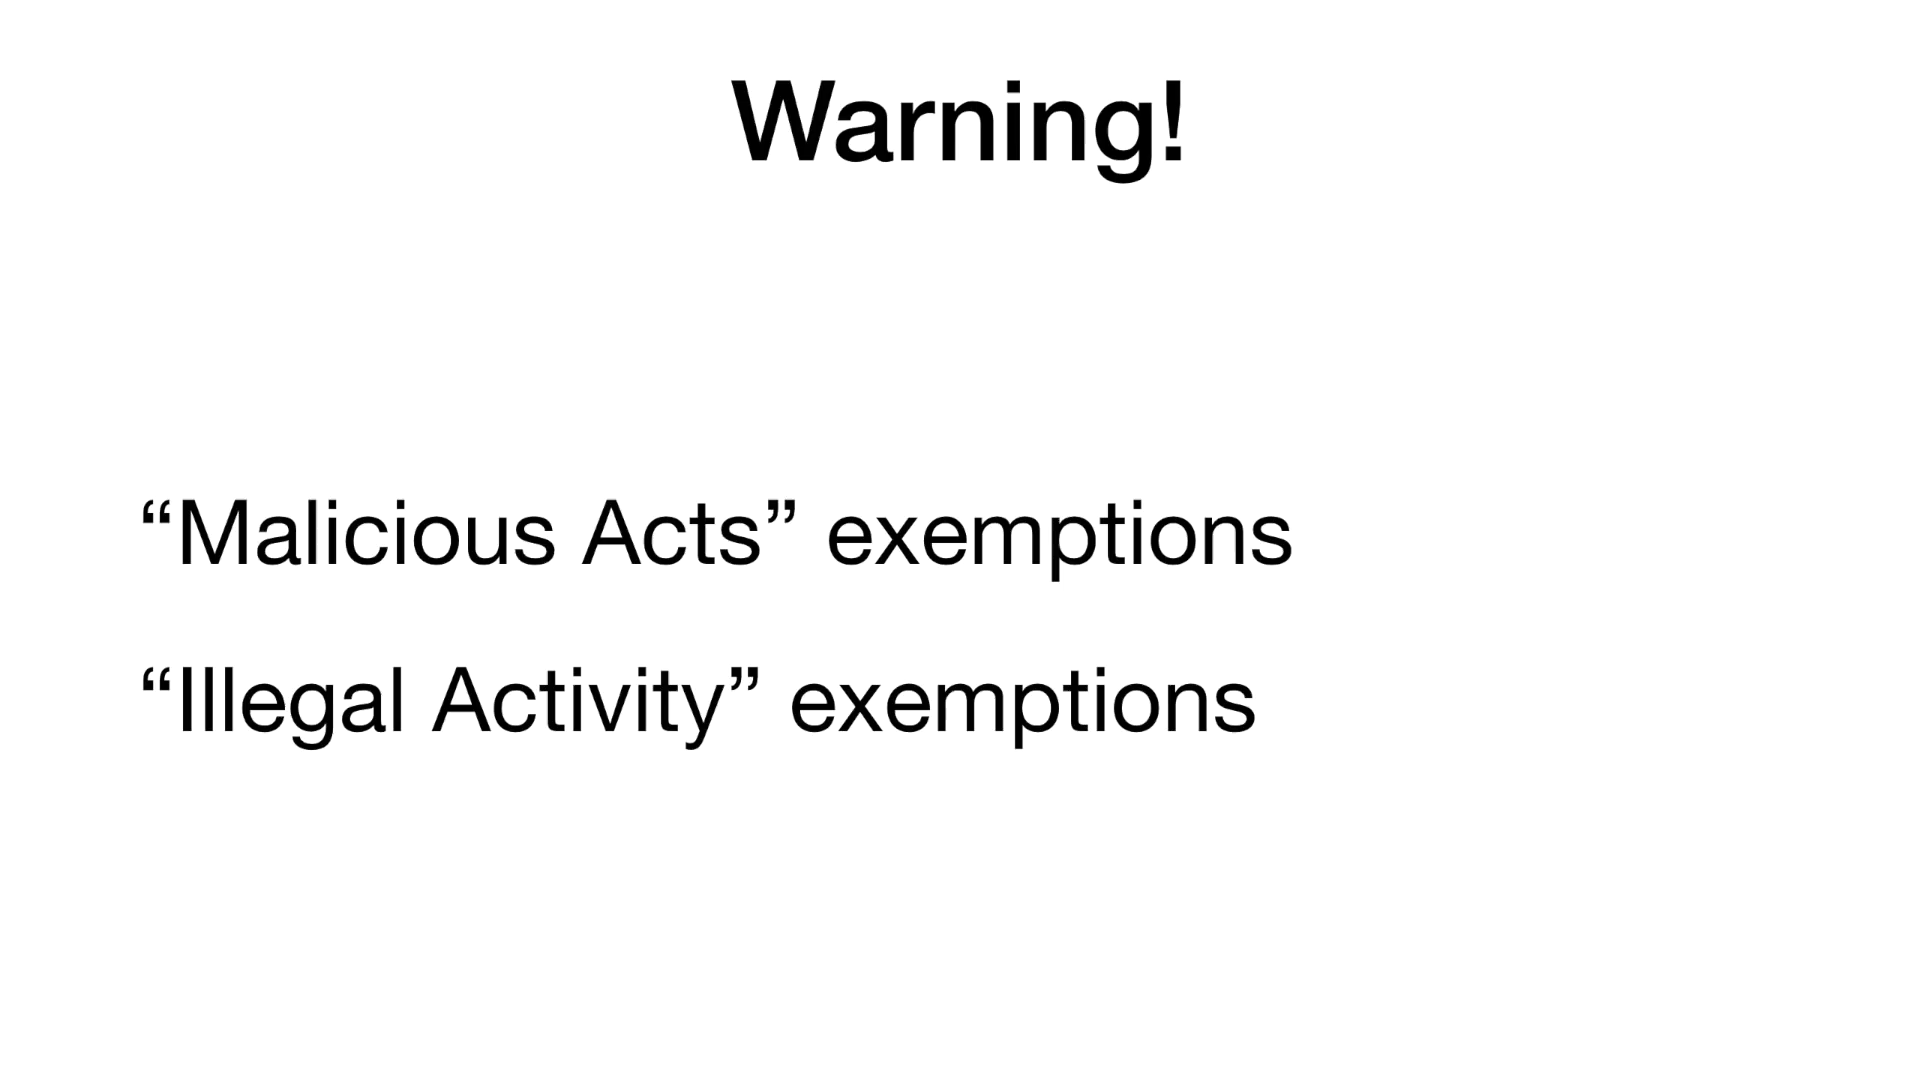 Warning!
“Malicious Acts” exemptions
“Illegal Activity” exemptions